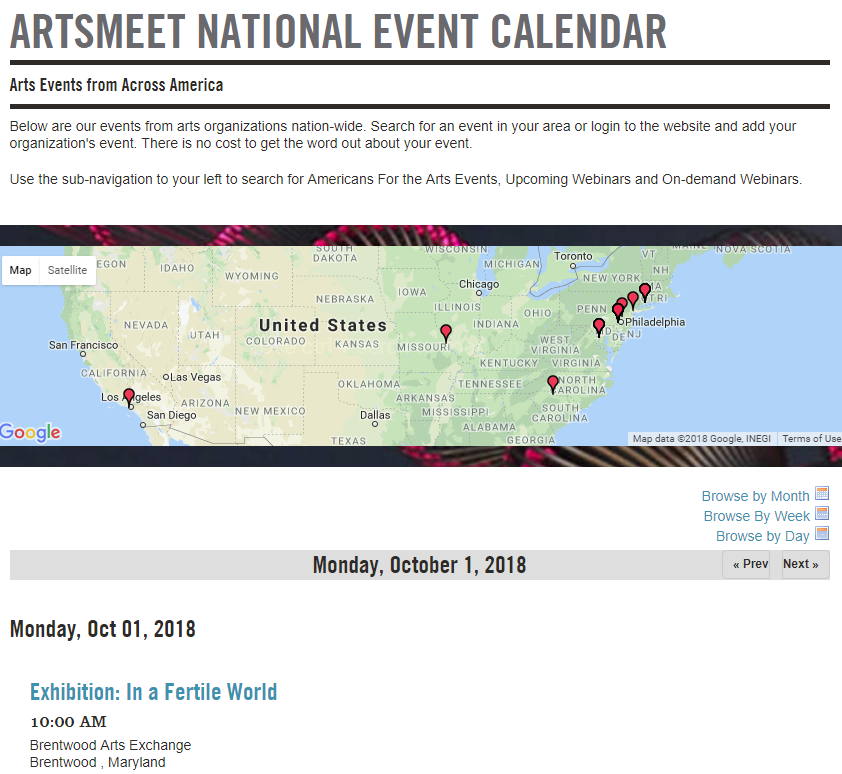 ARTSMEET NATIONAL EVENT CALENDAR
Arts Events from Across America
Below are our events from arts organizations nation-wide. Search for an event in your area or login to the website and add your
organization's event. There is no cost to get the word out about your event.
Use the sub-navigation to your left to search for Americans For the Arts Events, Upcoming Webinars and On-demand Webinars.
Map Satellite
EGON
IDAHO
WYOMING
SOUTH
DAKOTA
WISCONSIN
MICHIGAN
Toronto
VT
MAINE
NOVA SCOTIA
NH
NEW YORK
MA
RI
NEBRASKA
IOWA
Chicago
ILLINOIS
INDIANA
OHIO
PENN
Philadelphia
NEVADA
UTAH
United States
COLORADO
KANSAS
MISSOURI
WEST
VIRGINIA
MD
DE
NJ
San Francisco
CALIFORNIA
Las Vegas
KENTUCKY
VIRGINIA
Los Angeles
ARIZONA
NEW MEXICO
OKLAHOMA
ARKANSAS
TENNESSEE
NORTH
CAROLINA
San Diego
Dallas
MISSISSIPPI
ALABAMA
SOUTH
CAROLINA
TEXAS
GEORGIA
Google
Map data ©2018 Google, INEGI Terms of Use
Browse by Month
Browse By Week
Browse by Day
Monday, October 1, 2018 « Prev Next »
Monday, Oct 01, 2018
Exhibition: In a Fertile World
10:00 AM
Brentwood Arts Exchange
Brentwood , Maryland